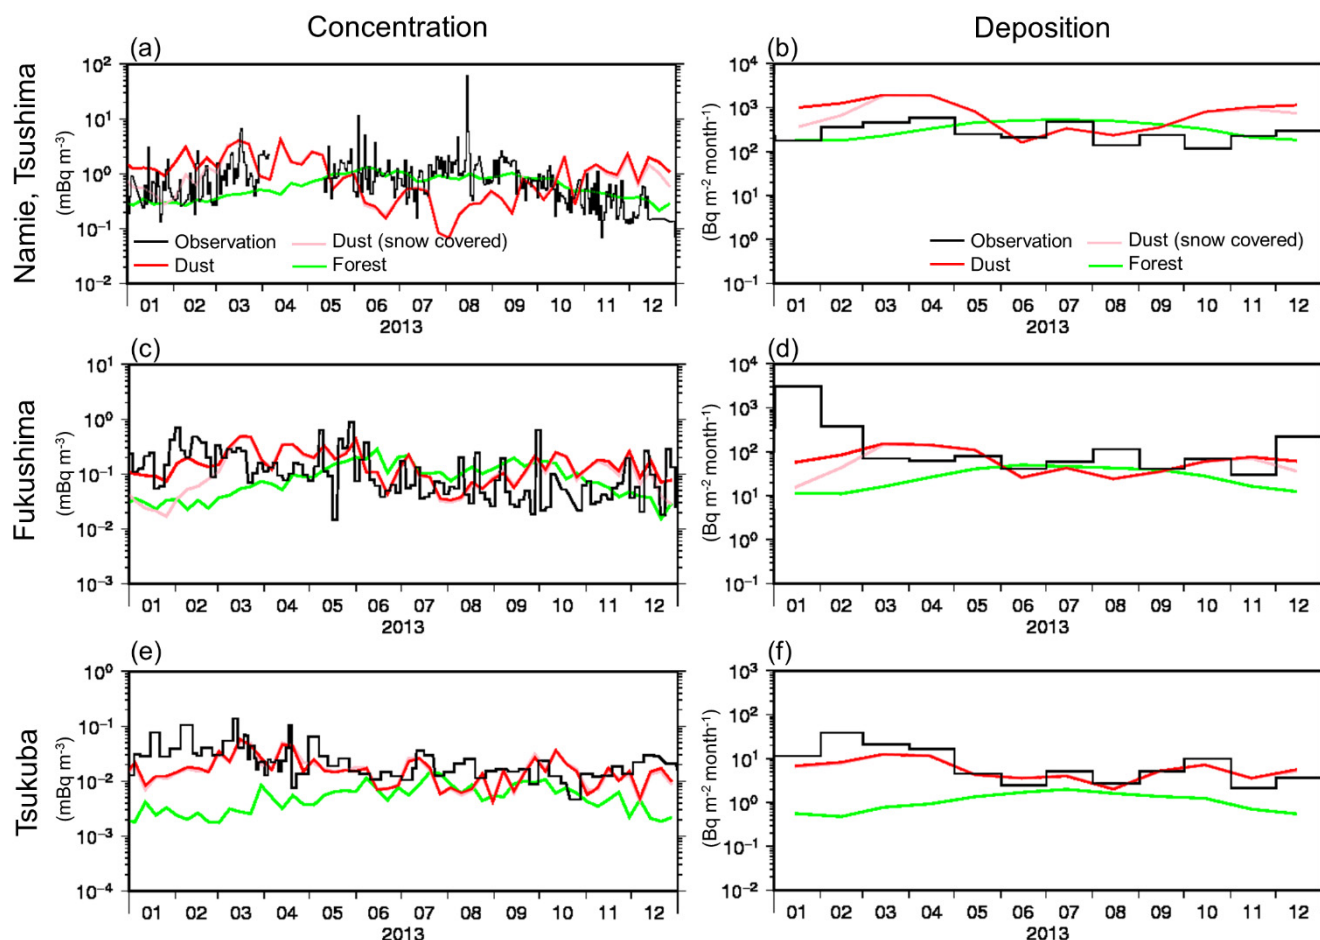 Concentration
Deposition
Namie, Tsushima
(a)
(mBq m⁻³)
10²
10¹
10⁰
10⁻¹
10⁻²
Observation
Dust
Dust (snow covered)
Forest
01 02 03 04 05 06 07 08 09 10 11 12
2013
(b)
(Bq m⁻² month⁻¹)
10⁴
10³
10²
10¹
10⁰
10⁻¹
Observation
Dust
Dust (snow covered)
Forest
01 02 03 04 05 06 07 08 09 10 11 12
2013
Fukushima
(c)
(mBq m⁻³)
10¹
10⁰
10⁻¹
10⁻²
10⁻³
01 02 03 04 05 06 07 08 09 10 11 12
2013
(d)
(Bq m⁻² month⁻¹)
10⁴
10³
10²
10¹
10⁰
10⁻¹
01 02 03 04 05 06 07 08 09 10 11 12
2013
Tsukuba
(e)
(mBq m⁻³)
10⁰
10⁻¹
10⁻²
10⁻³
10⁻⁴
01 02 03 04 05 06 07 08 09 10 11 12
2013
(f)
(Bq m⁻² month⁻¹)
10³
10²
10¹
10⁰
10⁻¹
10⁻²
01 02 03 04 05 06 07 08 09 10 11 12
2013